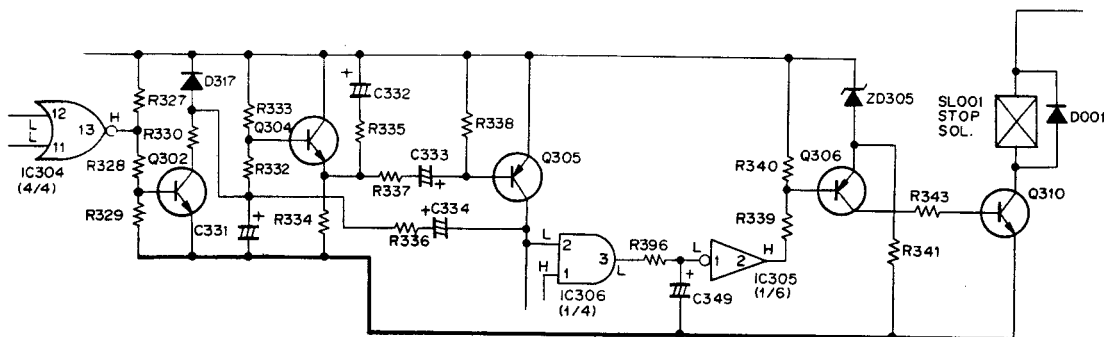 12
11
L
L
13
H
IC304
(4/4)
R327
R330
R328
R329
D317
Q302
C331
R333
Q304
R332
R334
+
+
C332
R335
R337
C333
+
R336
+
C334
R338
Q305
L
2
H
1
3
L
IC306
(1/4)
R396
+
C349
L
1
2
H
IC305
(1/6)
R340
R339
Q306
ZD305
R341
R343
SL001
STOP
SOL.
D001
Q310